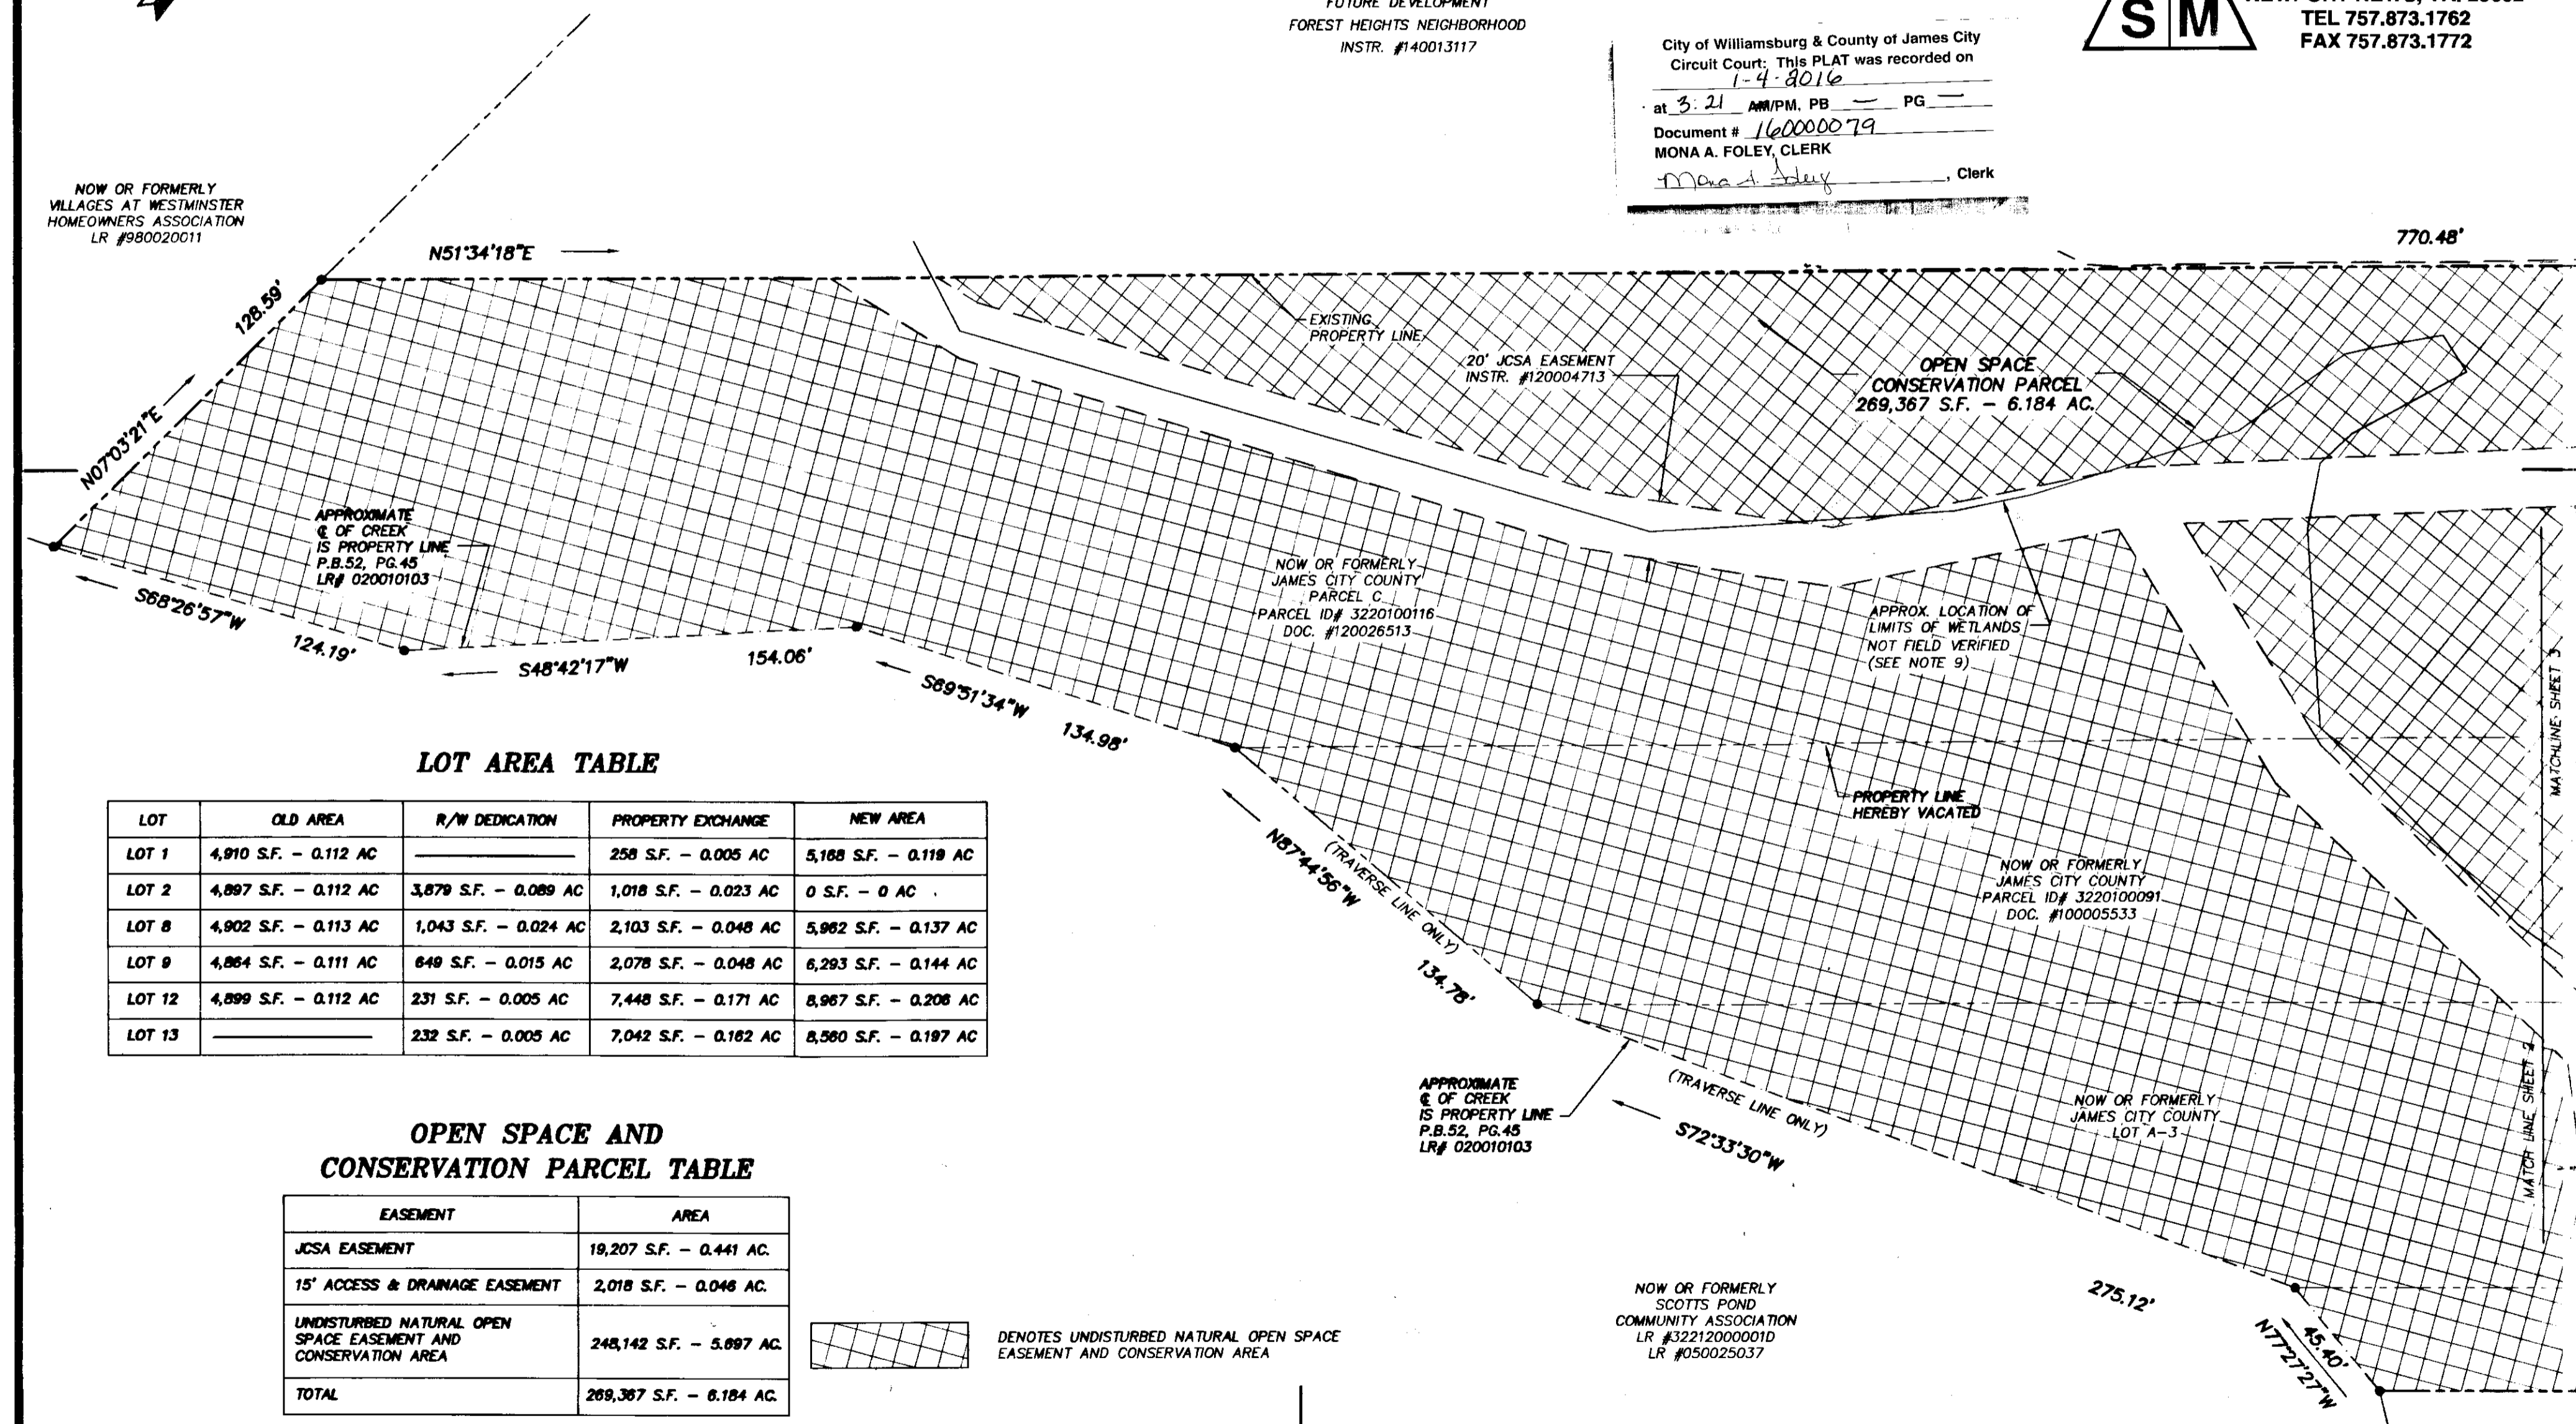 FUTURE DEVELOPMENT
FOREST HEIGHTS NEIGHBORHOOD
INSTR. #140013117
S M
TEL 757.873.1762
FAX 757.873.1772
City of Williamsburg & County of James City
Circuit Court: This PLAT was recorded on
1-4-2016
at 3:21 AM/PM. PB — PG —
Document # 160000079
MONA A. FOLEY, CLERK
Mona A. Foley, Clerk
NOW OR FORMERLY
VILLAGES AT WESTMINSTER
HOMEOWNERS ASSOCIATION
LR #980020011
N51°34'18"E
770.48'
128.59'
N07°03'21"E
EXISTING
PROPERTY LINE
20' JCSA EASEMENT
INSTR. #120004713
OPEN SPACE
CONSERVATION PARCEL
269,367 S.F. - 6.184 AC.
APPROXIMATE
℄ OF CREEK
IS PROPERTY LINE
P.B.52, PG.45
LR# 020010103
S68°26'57"W
124.19'
S48°42'17"W
154.06'
S69°51'34"W
134.98'
NOW OR FORMERLY
JAMES CITY COUNTY
PARCEL C
PARCEL ID# 3220100116
DOC. #120026513
APPROX. LOCATION OF
LIMITS OF WETLANDS
NOT FIELD VERIFIED
(SEE NOTE 9)
MATCHLINE SHEET 3
PROPERTY LINE
HEREBY VACATED
N87°44'56"W
(TRAVERSE LINE ONLY)
134.78'
NOW OR FORMERLY
JAMES CITY COUNTY
PARCEL ID# 3220100091
DOC. #100005533
LOT AREA TABLE
LOT OLD AREA R/W DEDICATION PROPERTY EXCHANGE NEW AREA
LOT 1 4,910 S.F. - 0.112 AC 258 S.F. - 0.005 AC 5,168 S.F. - 0.119 AC
LOT 2 4,897 S.F. - 0.112 AC 3,879 S.F. - 0.089 AC 1,018 S.F. - 0.023 AC 0 S.F. - 0 AC
LOT 8 4,902 S.F. - 0.113 AC 1,043 S.F. - 0.024 AC 2,103 S.F. - 0.048 AC 5,962 S.F. - 0.137 AC
LOT 9 4,864 S.F. - 0.111 AC 649 S.F. - 0.015 AC 2,078 S.F. - 0.048 AC 6,293 S.F. - 0.144 AC
LOT 12 4,899 S.F. - 0.112 AC 231 S.F. - 0.005 AC 7,448 S.F. - 0.171 AC 8,967 S.F. - 0.206 AC
LOT 13 232 S.F. - 0.005 AC 7,042 S.F. - 0.162 AC 8,560 S.F. - 0.197 AC
APPROXIMATE
℄ OF CREEK
IS PROPERTY LINE
P.B.52, PG.45
LR# 020010103
(TRAVERSE LINE ONLY)
S72°33'30"W
NOW OR FORMERLY
JAMES CITY COUNTY
LOT A-3
MATCH LINE SHEET 2
275.12'
45.40'
N77°27'27"W
OPEN SPACE AND
CONSERVATION PARCEL TABLE
EASEMENT AREA
JCSA EASEMENT 19,207 S.F. - 0.441 AC.
15' ACCESS & DRAINAGE EASEMENT 2,018 S.F. - 0.046 AC.
UNDISTURBED NATURAL OPEN
SPACE EASEMENT AND
CONSERVATION AREA 248,142 S.F. - 5.697 AC.
TOTAL 269,367 S.F. - 6.184 AC.
DENOTES UNDISTURBED NATURAL OPEN SPACE
EASEMENT AND CONSERVATION AREA
NOW OR FORMERLY
SCOTTS POND
COMMUNITY ASSOCIATION
LR #32212000001D
LR #050025037